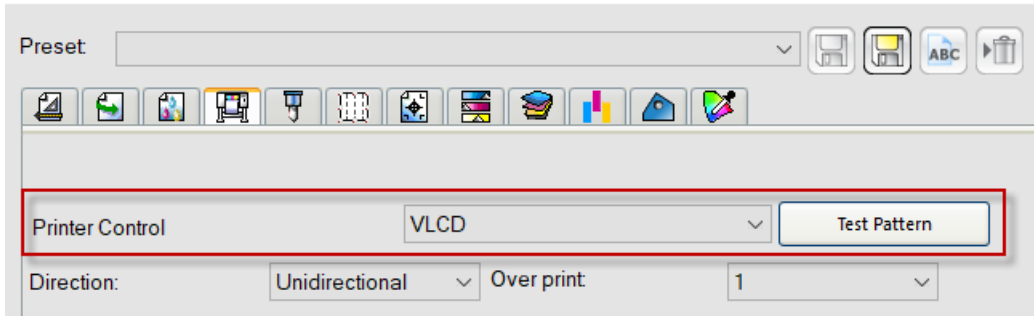 Preset:
ABC
Printer Control VLCD Test Pattern
Direction: Unidirectional Over print: 1